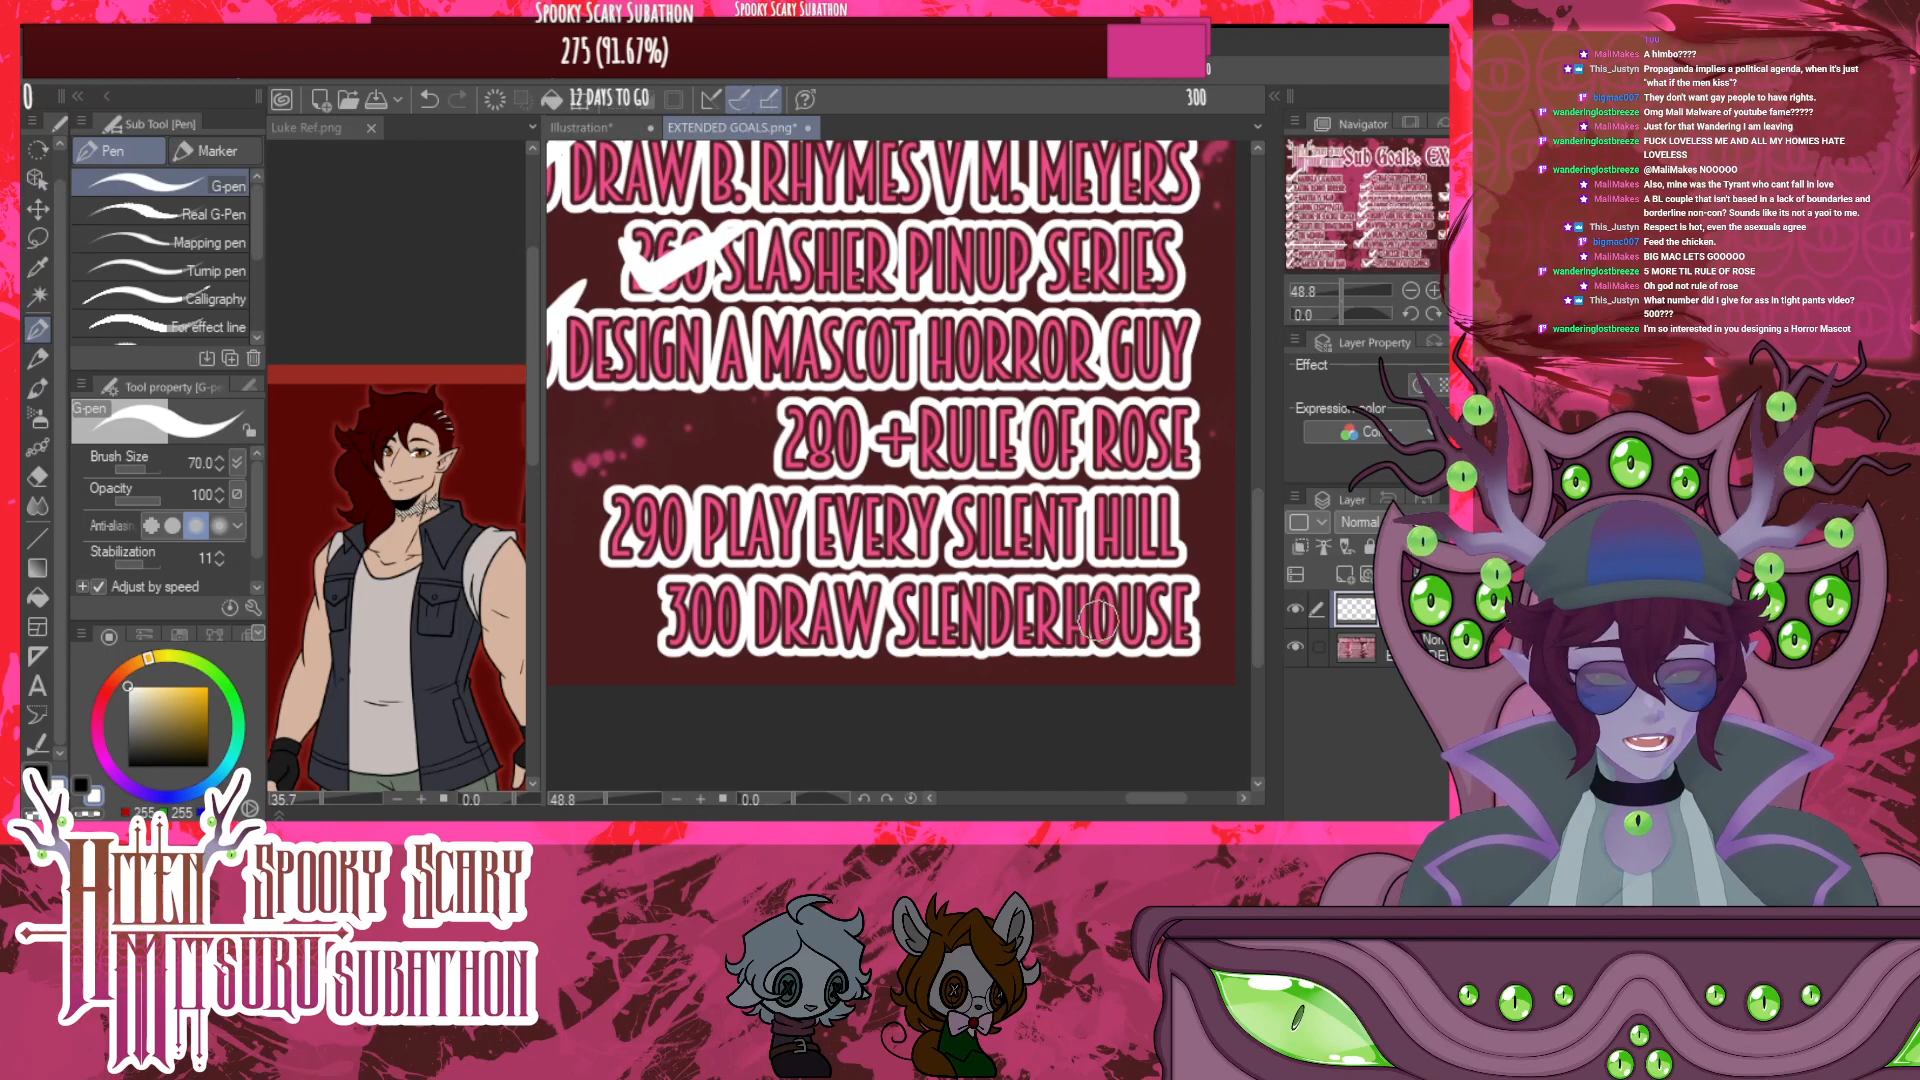 Spooky Scary Subathon
Spooky Scary Subathon
275 (91.67%)
0
12 DAYS TO GO
300
Sub Tool [Pen]
Pen
Marker
G-pen
Real G-Pen
Mapping pen
Turnip pen
Calligraphy
For effect line
Tool property [G-pe
G-pen
Brush Size
70.0
Opacity
100
Anti-aliasin
Stabilization
11
Adjust by speed
Luke Ref.png
Illustration*
EXTENDED GOALS.png*
DRAW B. RHYMES V M. MEYERS
260 SLASHER PINUP SERIES
DESIGN A MASCOT HORROR GUY
280 +RULE OF ROSE
290 PLAY EVERY SILENT HILL
300 DRAW SLENDERHOUSE
35.7
0.0
48.8
0.0
Navigator
Sub Goals: EX
48.8
0.0
Layer Property
Effect
Expression color
Layer
Normal
MaliMakes A himbo????
This_Justyn Propaganda implies a political agenda, when it's just
"what if the men kiss"?
bigmac007 They don't want gay people to have rights.
wanderinglostbreeze Omg Mali Malware of youtube fame?????
MaliMakes Just for that Wandering I am leaving
wanderinglostbreeze FUCK LOVELESS ME AND ALL MY HOMIES HATE
LOVELESS
wanderinglostbreeze @MaliMakes NOOOOO
MaliMakes Also, mine was the Tyrant who cant fall in love
MaliMakes A BL couple that isn't based in a lack of boundaries and
borderline non-con? Sounds like its not a yaoi to me.
This_Justyn Respect is hot, even the asexuals agree
bigmac007 Feed the chicken.
MaliMakes BIG MAC LETS GOOOOO
wanderinglostbreeze 5 MORE TIL RULE OF ROSE
MaliMakes Oh god not rule of rose
This_Justyn What number did I give for ass in tight pants video?
500???
wanderinglostbreeze I'm so interested in you designing a Horror Mascot
Hiten
Mitsuru
Spooky Scary
Subathon